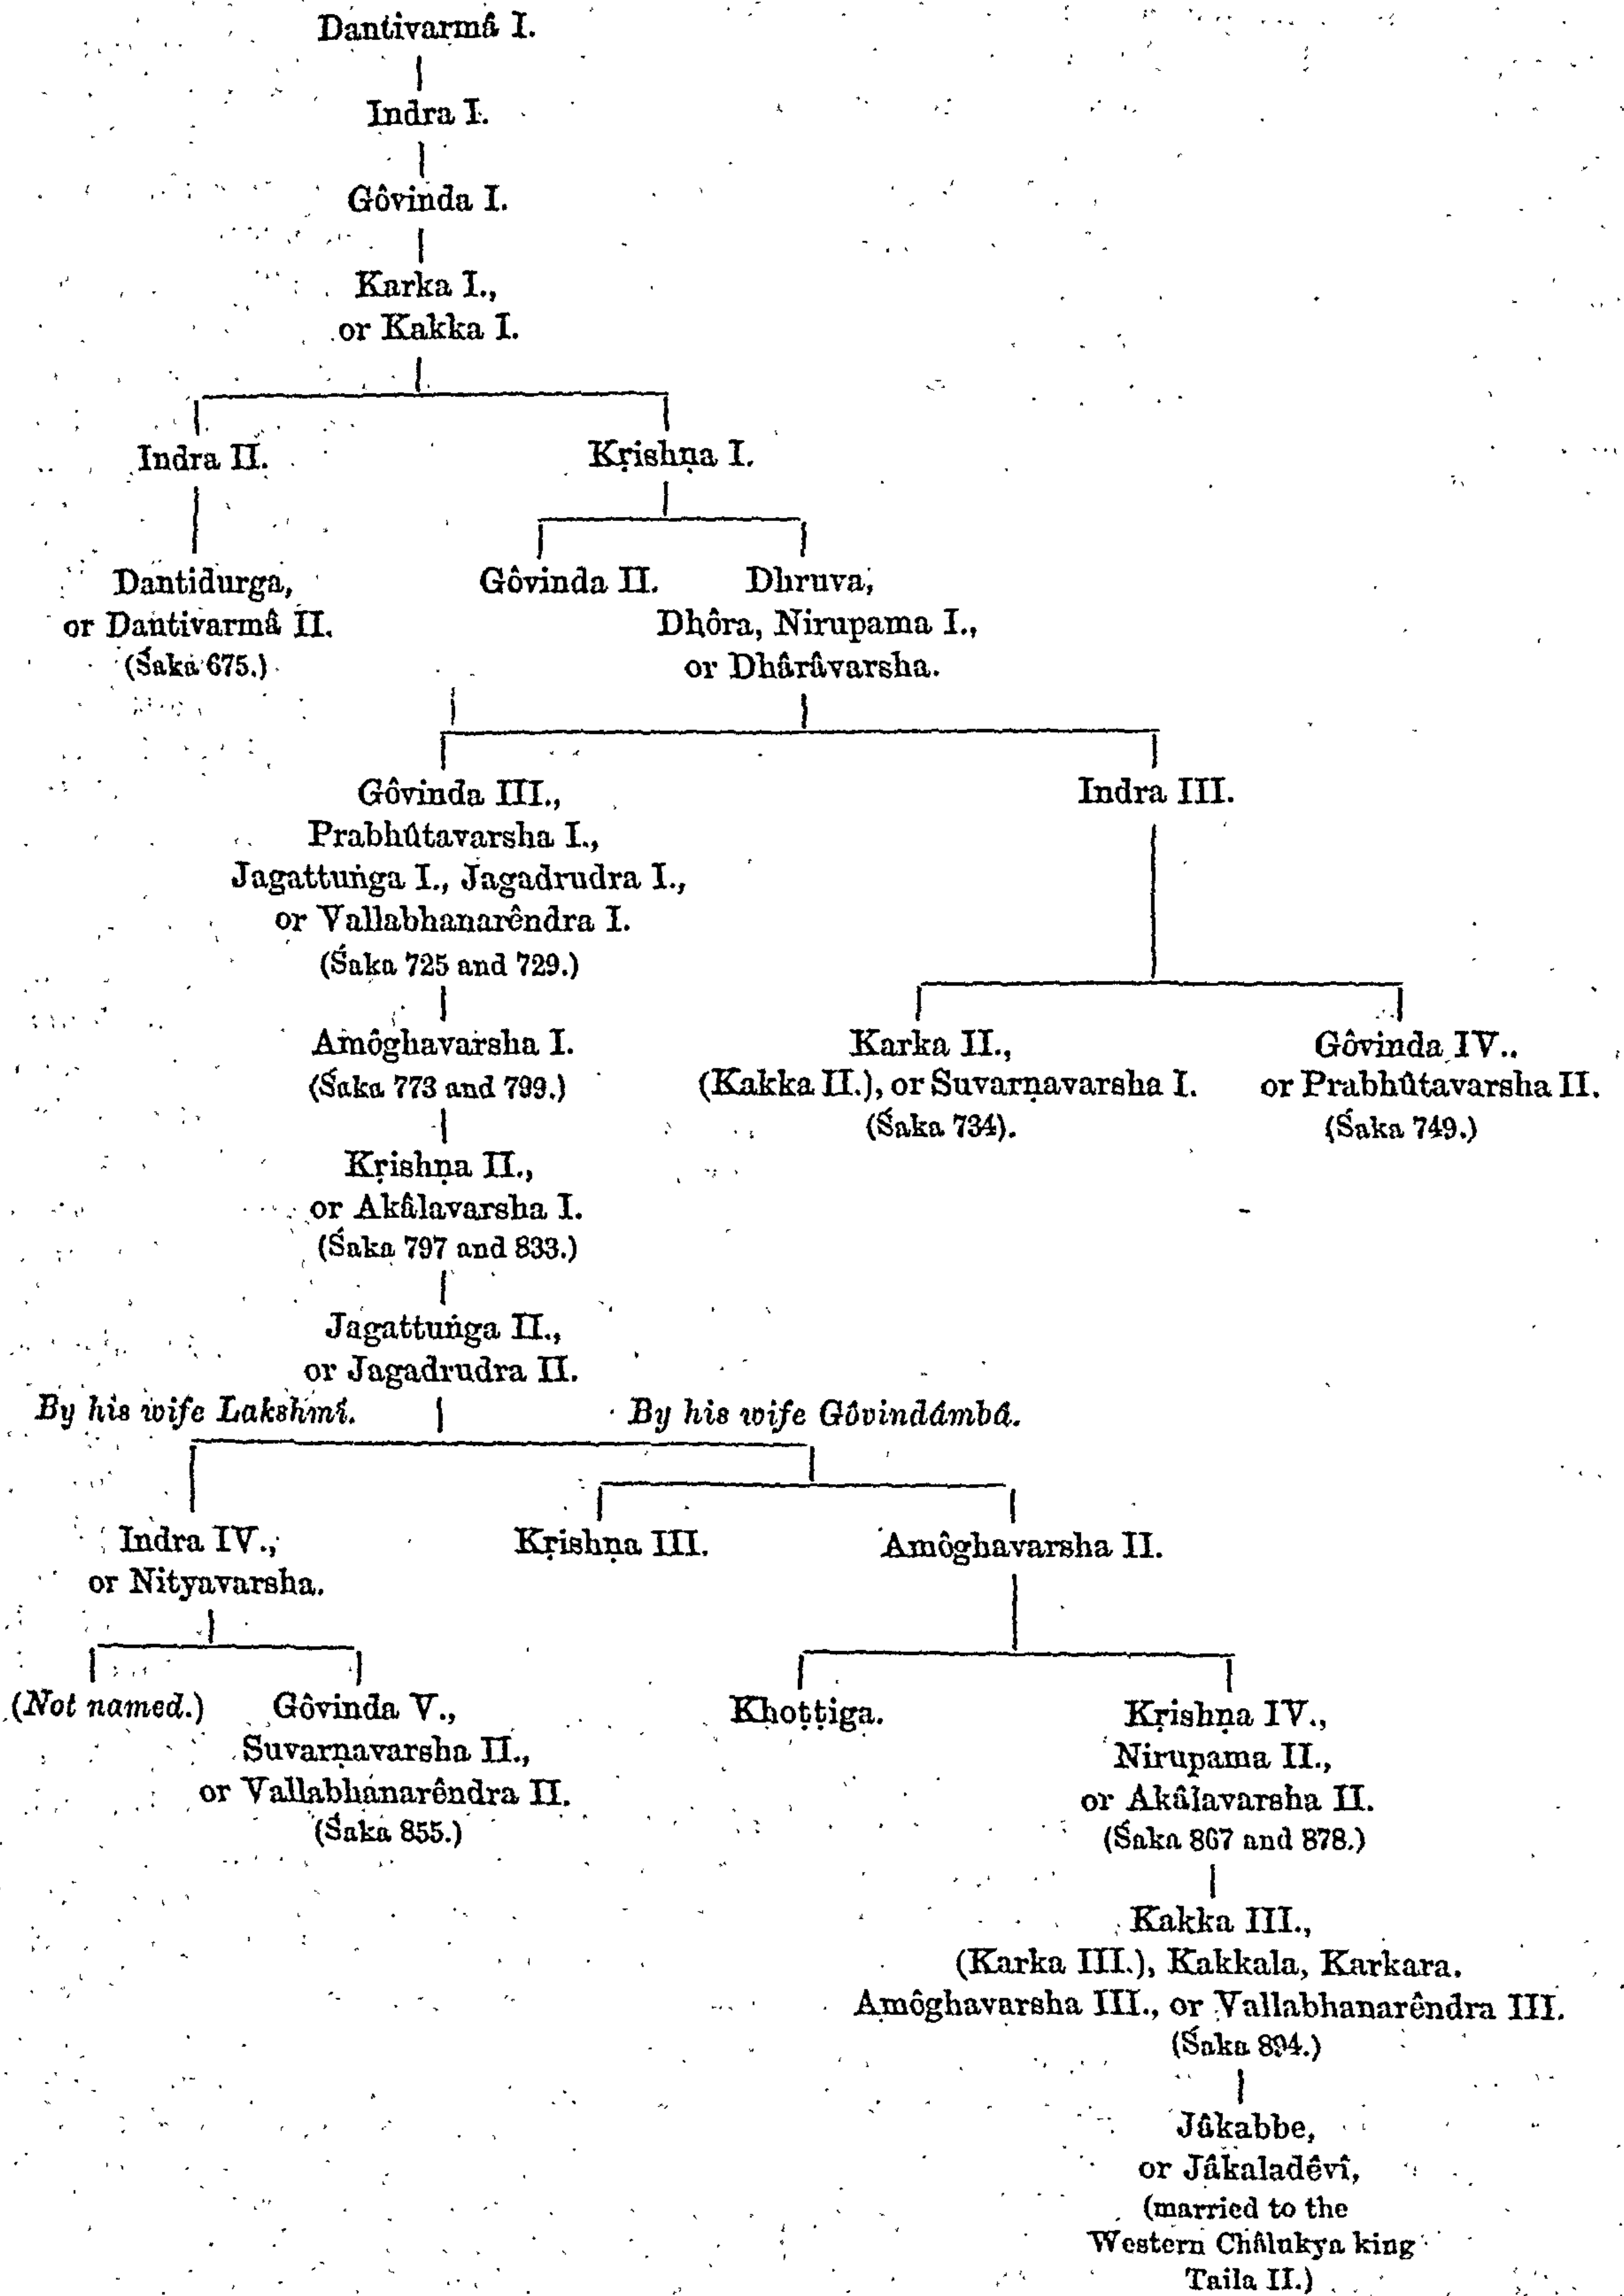 Dantivarmâ I.
Indra I.
Gôvinda I.
Karka I.,
or Kakka I.
Indra II.
Kṛishṇa I.
Dantidurga,
or Dantivarmâ II.
(Śaka 675.)
Gôvinda II.
Dhruva,
Dhôra, Nirupama I.,
or Dhârâvarsha.
Gôvinda III.,
Prabhûtavarsha I.,
Jagattuṅga I., Jagadrudra I.,
or Vallabhanarêndra I.
(Śaka 725 and 729.)
Indra III.
Amôghavarsha I.
(Śaka 773 and 799.)
Karka II.,
(Kakka II.), or Suvarṇavarsha I.
(Śaka 734).
Gôvinda IV..
or Prabhûtavarsha II.
(Śaka 749.)
Kṛishṇa II.,
or Akâlavarsha I.
(Śaka 797 and 833.)
Jagattuṅga II.,
or Jagadrudra II.
By his wife Lakshmî.
By his wife Gôvindâmbâ.
Indra IV.,
or Nityavarsha.
Kṛishṇa III.
Amôghavarsha II.
(Not named.)
Gôvinda V.,
Suvarṇavarsha II.,
or Vallabhanarêndra II.
(Śaka 855.)
Khoṭṭiga.
Kṛishṇa IV.,
Nirupama II.,
or Akâlavarsha II.
(Śaka 867 and 878.)
Kakka III.,
(Karka III.), Kakkala, Karkara.
Amôghavarsha III., or Vallabhanarêndra III.
(Śaka 894.)
Jâkabbe,
or Jâkaladêvî,
(married to the
Western Châlukya king
Taila II.)